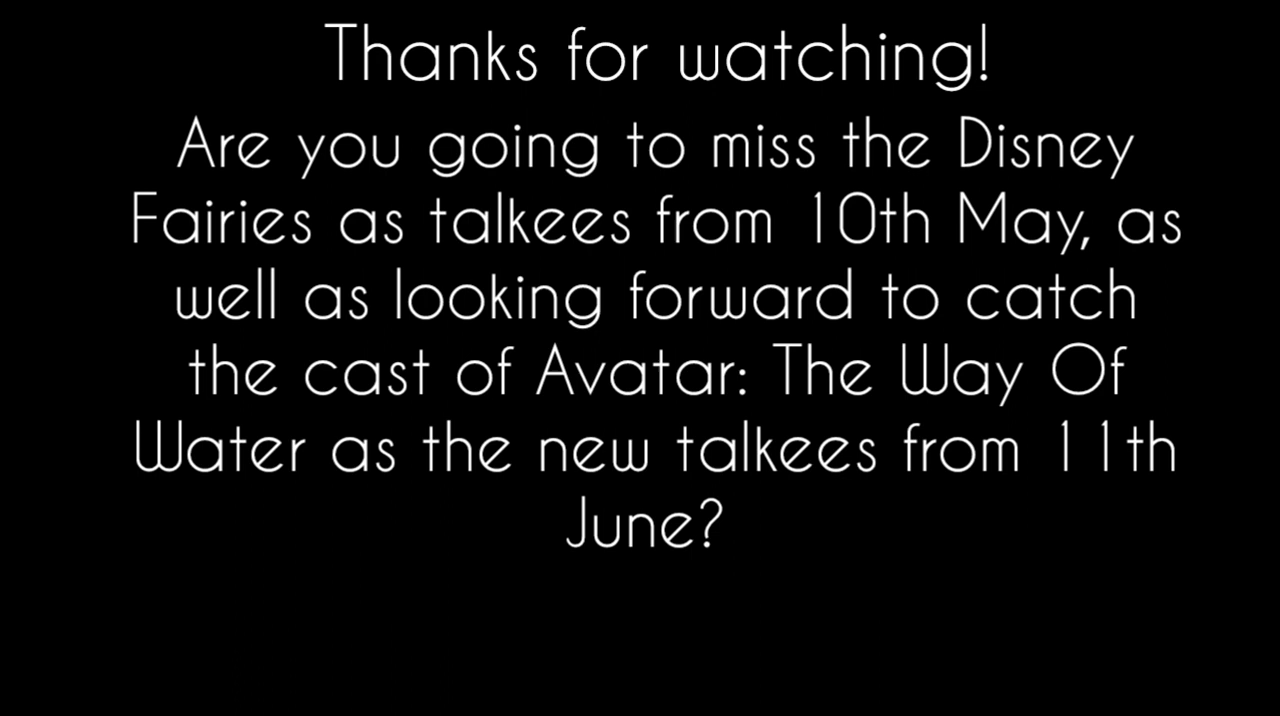 Thanks for watching!
Are you going to miss the Disney
Fairies as talkees from 10th May, as
well as looking forward to catch
the cast of Avatar: The Way Of
Water as the new talkees from 11th
June?